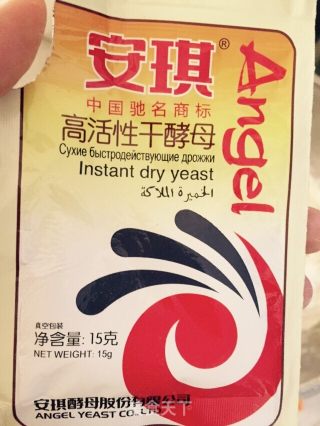 安琪®
Angel
中国驰名商标
高活性干酵母
Сухие быстродействующие дрожжи
Instant dry yeast
الخميرة الملاكة
真空包装
净含量: 15克
NET WEIGHT: 15g
安琪酵母股份有限公司
ANGEL YEAST CO., LTD.